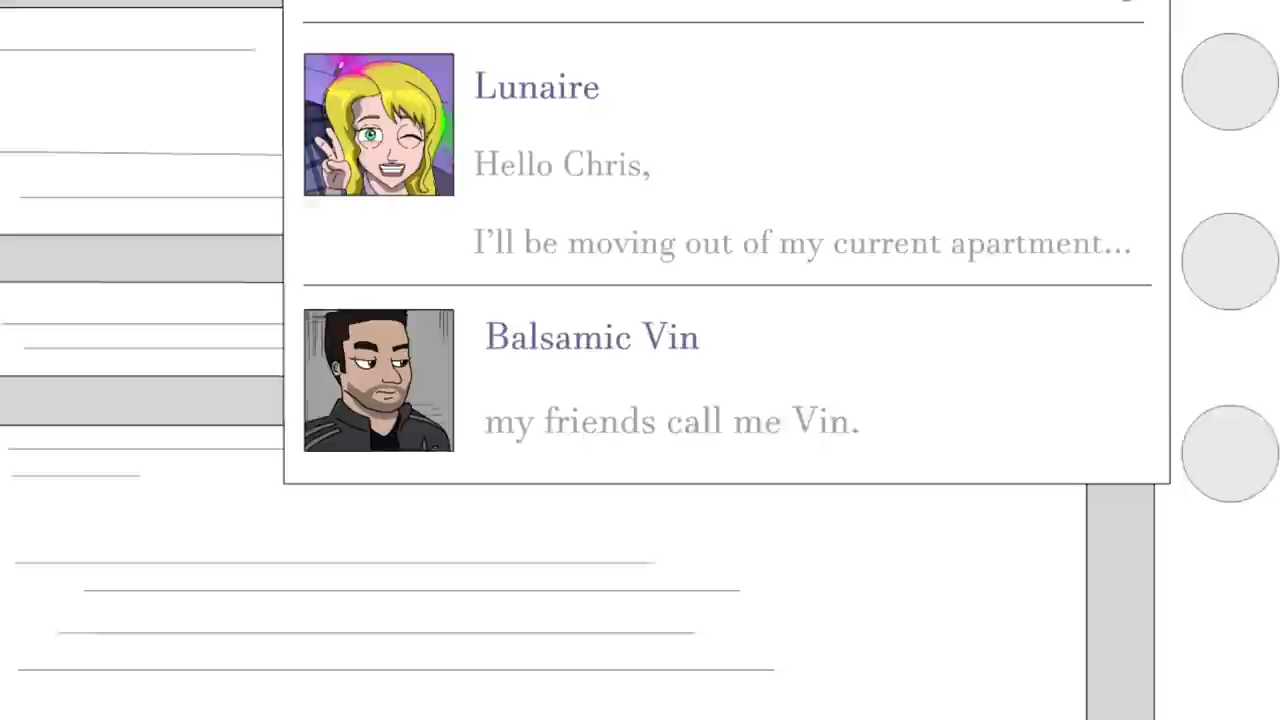 Lunaire
Hello Chris,
I'll be moving out of my current apartment...
Balsamic Vin
my friends call me Vin.